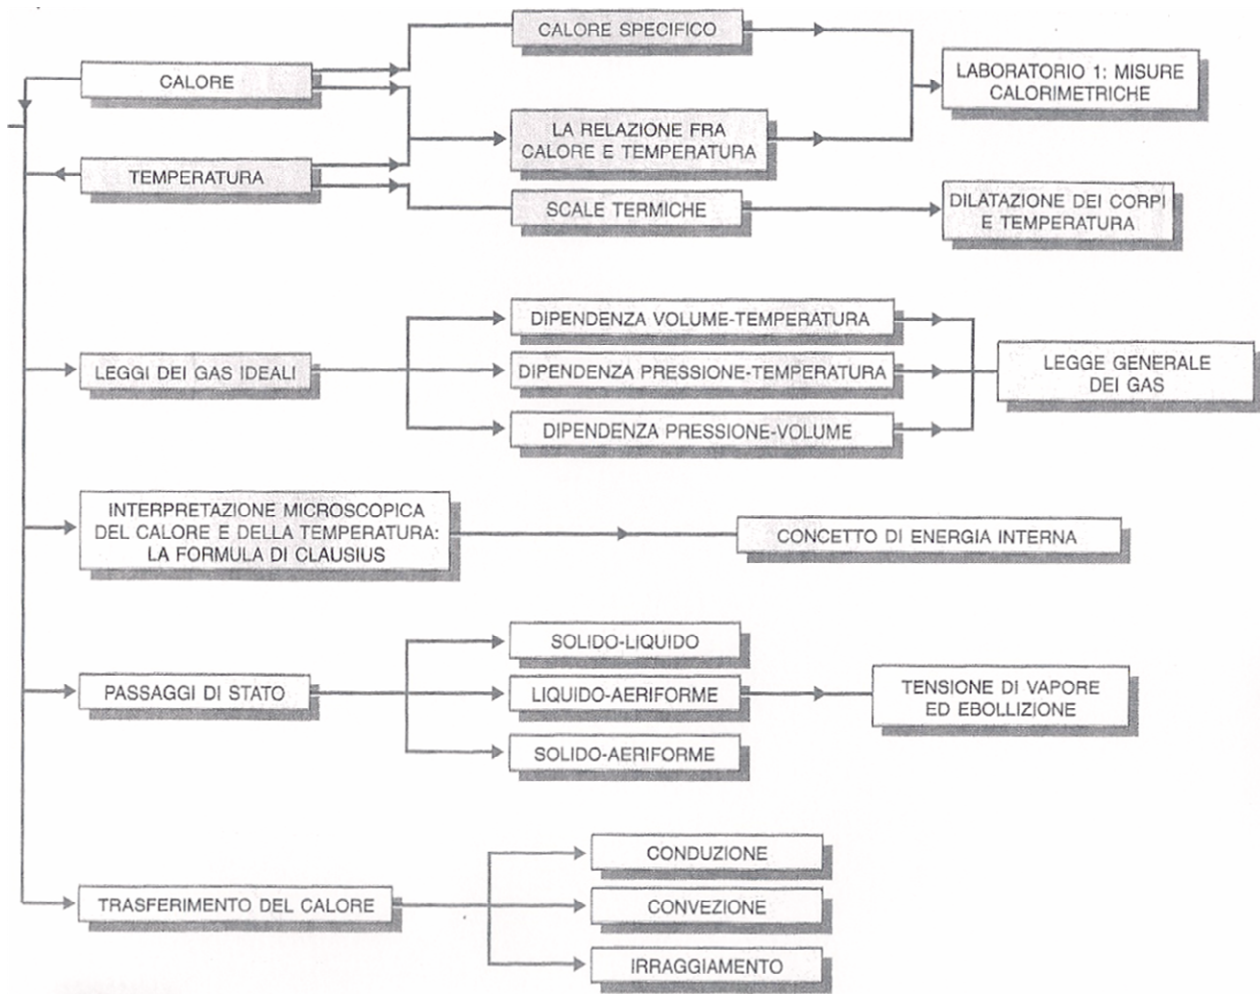 CALORE SPECIFICO
CALORE
LABORATORIO 1: MISURE
CALORIMETRICHE
LA RELAZIONE FRA
CALORE E TEMPERATURA
TEMPERATURA
SCALE TERMICHE
DILATAZIONE DEI CORPI
E TEMPERATURA
DIPENDENZA VOLUME-TEMPERATURA
LEGGI DEI GAS IDEALI
DIPENDENZA PRESSIONE-TEMPERATURA
LEGGE GENERALE
DEI GAS
DIPENDENZA PRESSIONE-VOLUME
INTERPRETAZIONE MICROSCOPICA
DEL CALORE E DELLA TEMPERATURA:
LA FORMULA DI CLAUSIUS
CONCETTO DI ENERGIA INTERNA
SOLIDO-LIQUIDO
PASSAGGI DI STATO
LIQUIDO-AERIFORME
TENSIONE DI VAPORE
ED EBOLLIZIONE
SOLIDO-AERIFORME
CONDUZIONE
TRASFERIMENTO DEL CALORE
CONVEZIONE
IRRAGGIAMENTO